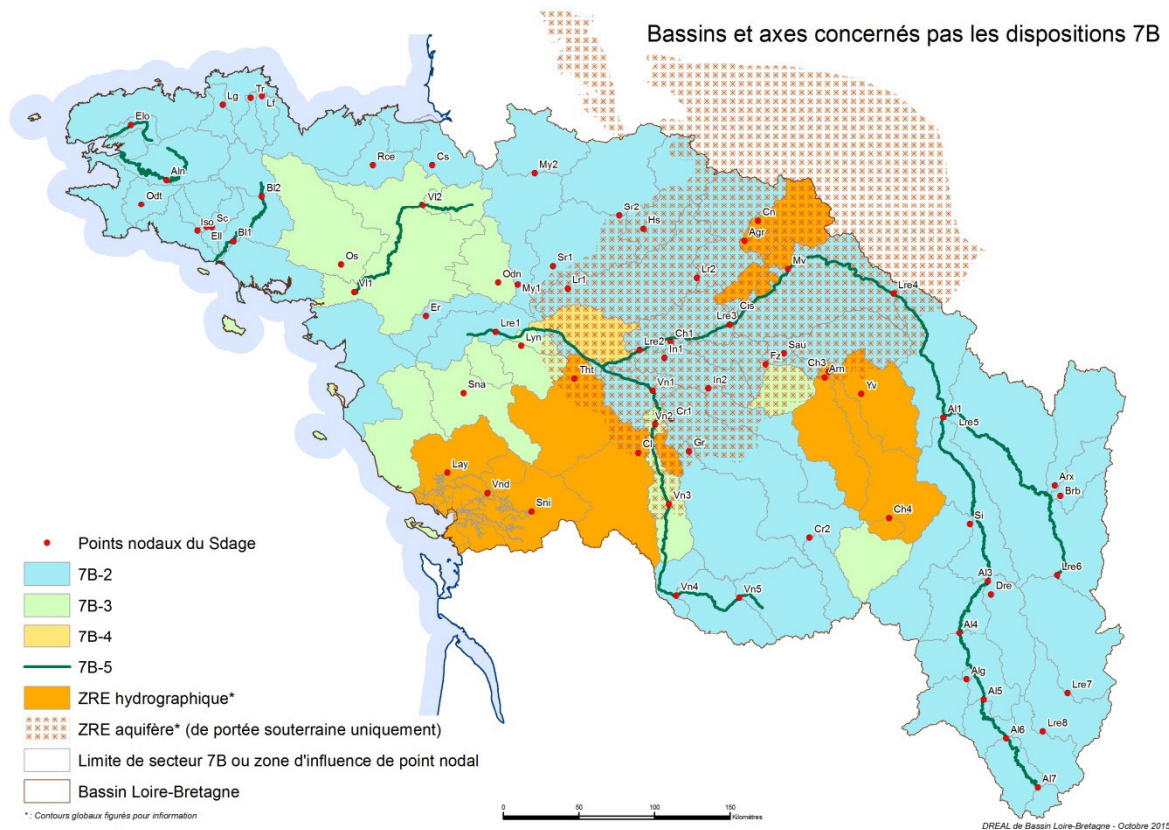 Bassins et axes concernés pas les dispositions 7B
Tr
Lg
Lf
Elo
Rce
Cs
My2
Aln
Bl2
Odt
Vl2
Sr2
Hs
Cn
Iso
Sc
Ell
Bl1
Agr
Os
Sr1
Mv
Odn
My1
Lr1
Lr2
Vl1
Lre4
Er
Cis
Lre3
Lre1
Lyn
Ch1
Lre2
In1
Sau
Fz
Ch3
Arn
Tht
Sna
Vn1
In2
Yv
Vn2
Cr1
Al1
Lre5
Cl
Gr
Lay
Arx
Brb
Vnd
Sni
Vn3
Ch4
Si
Cr2
Points nodaux du Sdage
7B-2
Lre6
Al3
Dre
Vn4
Vn5
7B-3
7B-4
Al4
7B-5
Alg
Al5
Lre7
ZRE hydrographique*
ZRE aquifère* (de portée souterraine uniquement)
Lre8
Al6
Limite de secteur 7B ou zone d'influence de point nodal
Al7
Bassin Loire-Bretagne
* : Contours globaux figurés pour information
0 50 100 150
Kilomètres
DREAL de Bassin Loire-Bretagne - Octobre 2015